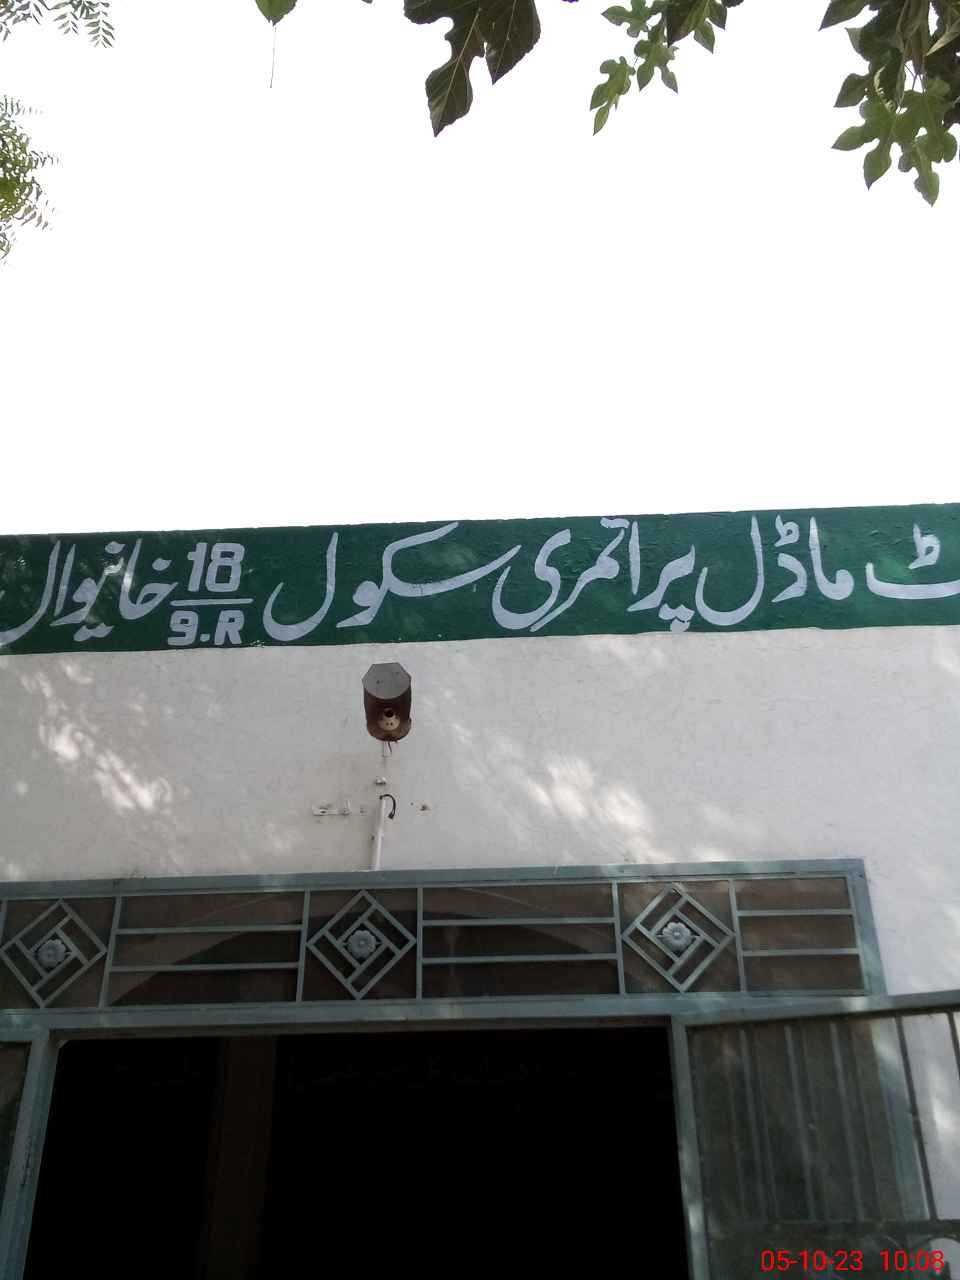 ٹ ماڈل پرائمری سکول 18/9.R خانیوال
05-10-23 10:08